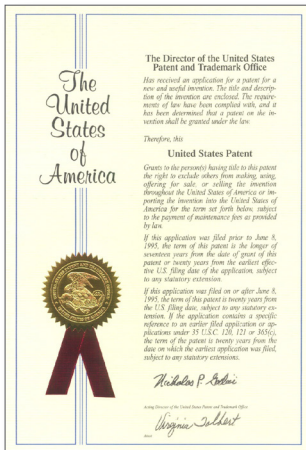 The
United
States
of
America
The Director of the United States
Patent and Trademark Office
Has received an application for a patent for a
new and useful invention. The title and descrip-
tion of the invention are enclosed. The require-
ments of law have been complied with, and it
has been determined that a patent on the in-
vention shall be granted under the law.
Therefore, this
United States Patent
Grants to the person(s) having title to this patent
the right to exclude others from making, using,
offering for sale, or selling the invention
throughout the United States of America or im-
porting the invention into the United States of
America for the term set forth below, subject
to the payment of maintenance fees as provided
by law.
If this application was filed prior to June 8,
1995, the term of this patent is the longer of
seventeen years from the date of grant of this
patent or twenty years from the earliest effec-
tive U.S. filing date of the application, subject
to any statutory extension.
If this application was filed on or after June 8,
1995, the term of this patent is twenty years from
the U.S. filing date, subject to any statutory ex-
tension. If the application contains a specific
reference to an earlier filed application or ap-
plications under 35 U.S.C. 120, 121 or 365(c),
the term of the patent is twenty years from the
date on which the earliest application was filed,
subject to any statutory extensions.
Nicholas P. Godici
Acting Director of the United States Patent and Trademark Office